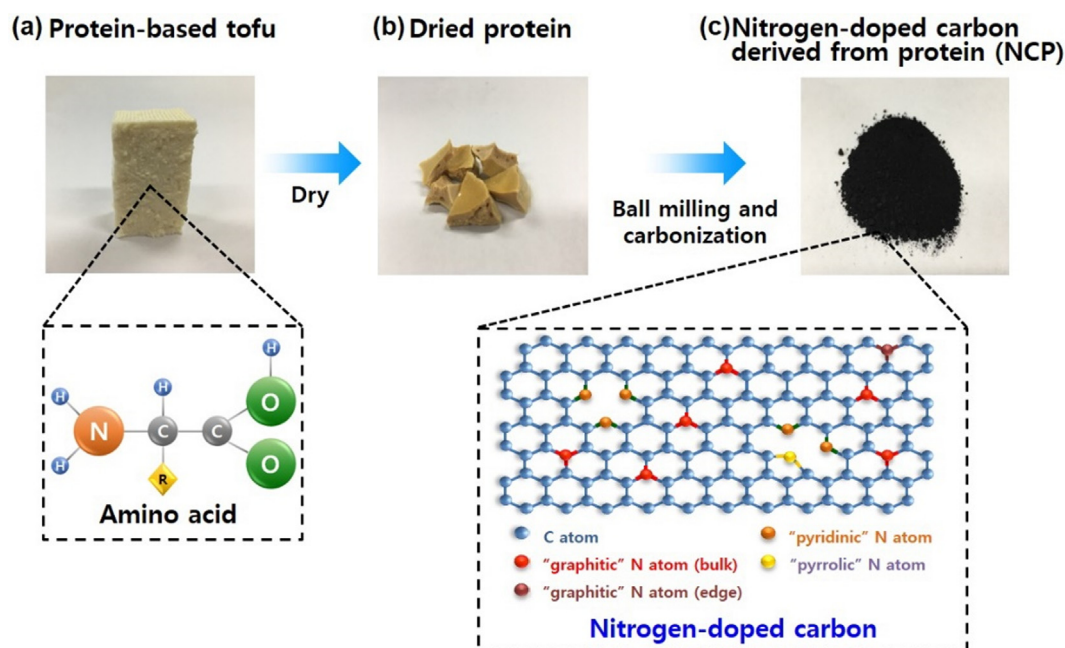 (a) Protein-based tofu
(b) Dried protein
(c) Nitrogen-doped carbon
derived from protein (NCP)
Dry
Ball milling and
carbonization
H
H
H
O
N
C
C
H
R
O
Amino acid
C atom
"pyridinic" N atom
"graphitic" N atom (bulk)
"pyrrolic" N atom
"graphitic" N atom (edge)
Nitrogen-doped carbon